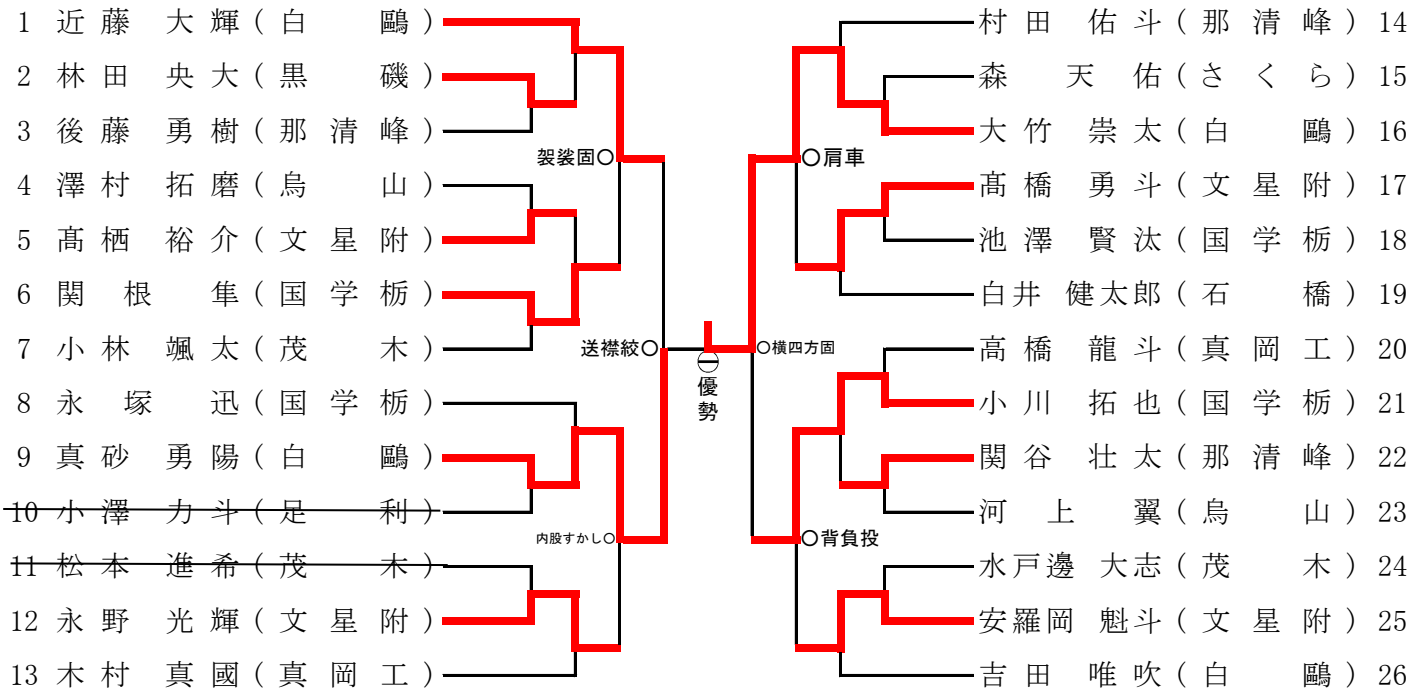 1 近藤 大輝(白 鷗)
2 林田 央大(黒 磯)
3 後藤 勇樹(那清峰)
4 澤村 拓磨(烏 山)
5 髙栖 裕介(文星附)
6 関根 隼(国学栃)
7 小林 颯太(茂 木)
8 永塚 迅(国学栃)
9 真砂 勇陽(白 鷗)
10 小澤 力斗(足 利)
11 松本 進希(茂 木)
12 永野 光輝(文星附)
13 木村 真國(真岡工)
袈裟固○
送襟絞○
内股すかし○
優勢
○肩車
○横四方固
○背負投
村田 佑斗(那清峰) 14
森 天佑(さくら) 15
大竹 崇太(白 鷗) 16
髙橋 勇斗(文星附) 17
池澤 賢汰(国学栃) 18
白井 健太郎(石 橋) 19
高橋 龍斗(真岡工) 20
小川 拓也(国学栃) 21
関谷 壮太(那清峰) 22
河上 翼(烏 山) 23
水戸邊 大志(茂 木) 24
安羅岡 魁斗(文星附) 25
吉田 唯吹(白 鷗) 26